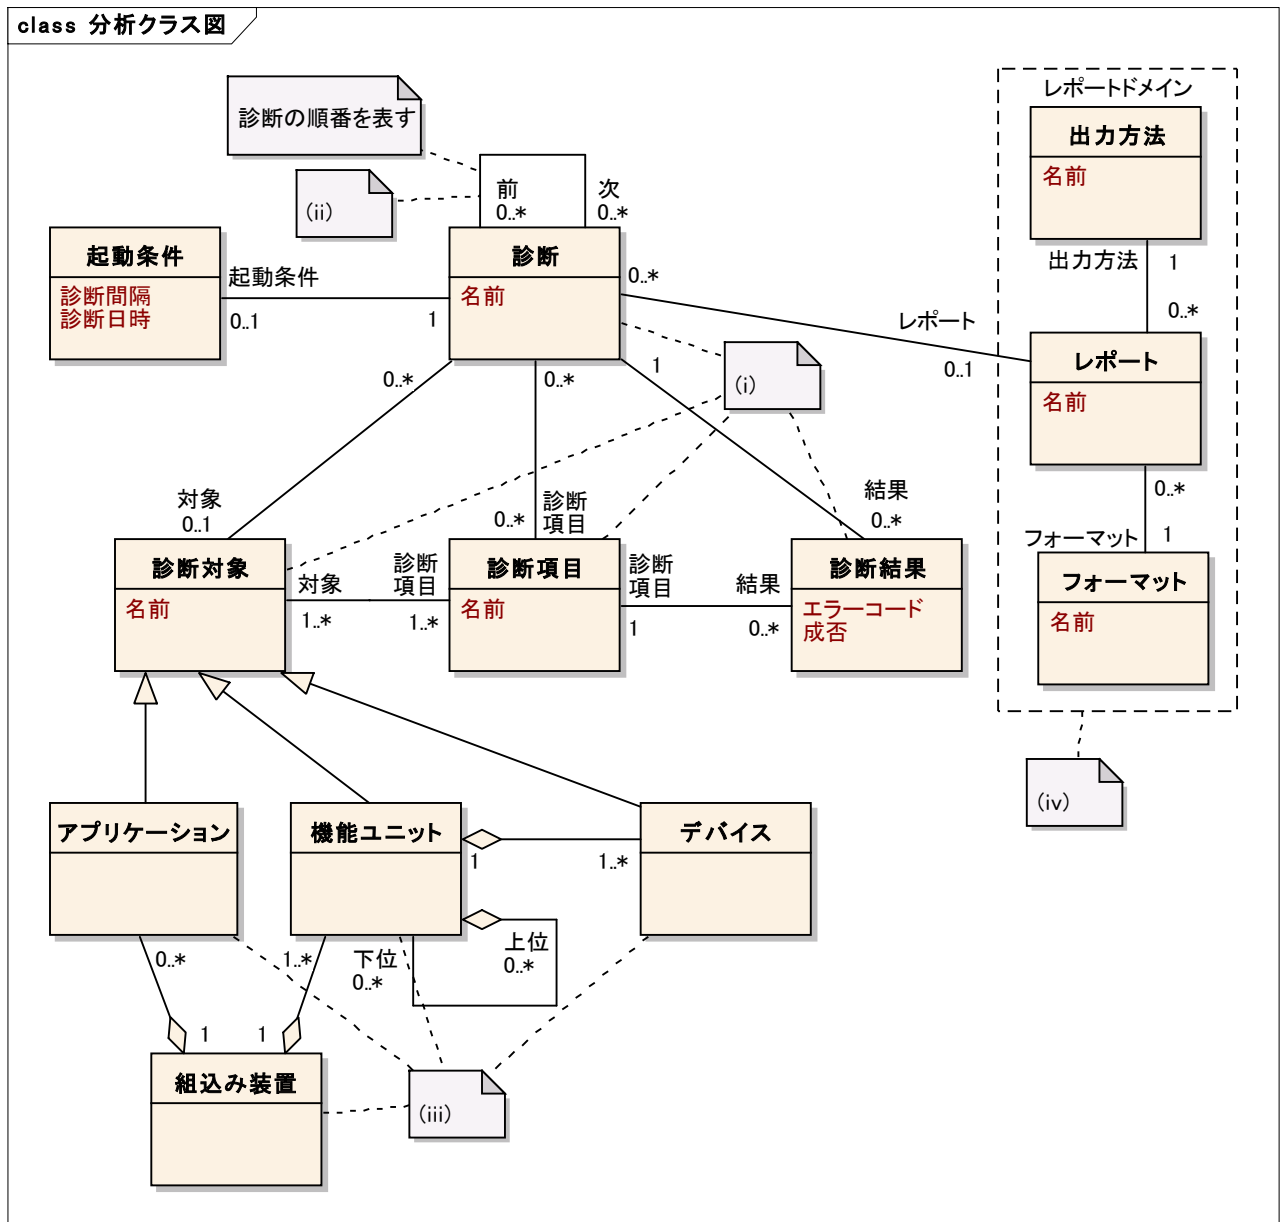 class 分析クラス図
診断の順番を表す
(ii)
前
0..*
次
0..*
レポートドメイン
出力方法
名前
起動条件
診断間隔
診断日時
起動条件
0..1
1
診断
名前
0..*
レポート
0..1
出力方法
1
0..*
レポート
名前
(i)
0..*
0..*
1
対象
0..1
0..*
診断
項目
結果
0..*
0..*
フォーマット
1
診断対象
名前
対象
1..*
診断
項目
1..*
診断項目
名前
診断
項目
1
結果
0..*
診断結果
エラーコード
成否
フォーマット
名前
(iv)
アプリケーション
機能ユニット
1
1..*
デバイス
0..*
1..*
下位
0..*
上位
0..*
1
1
組込み装置
(iii)